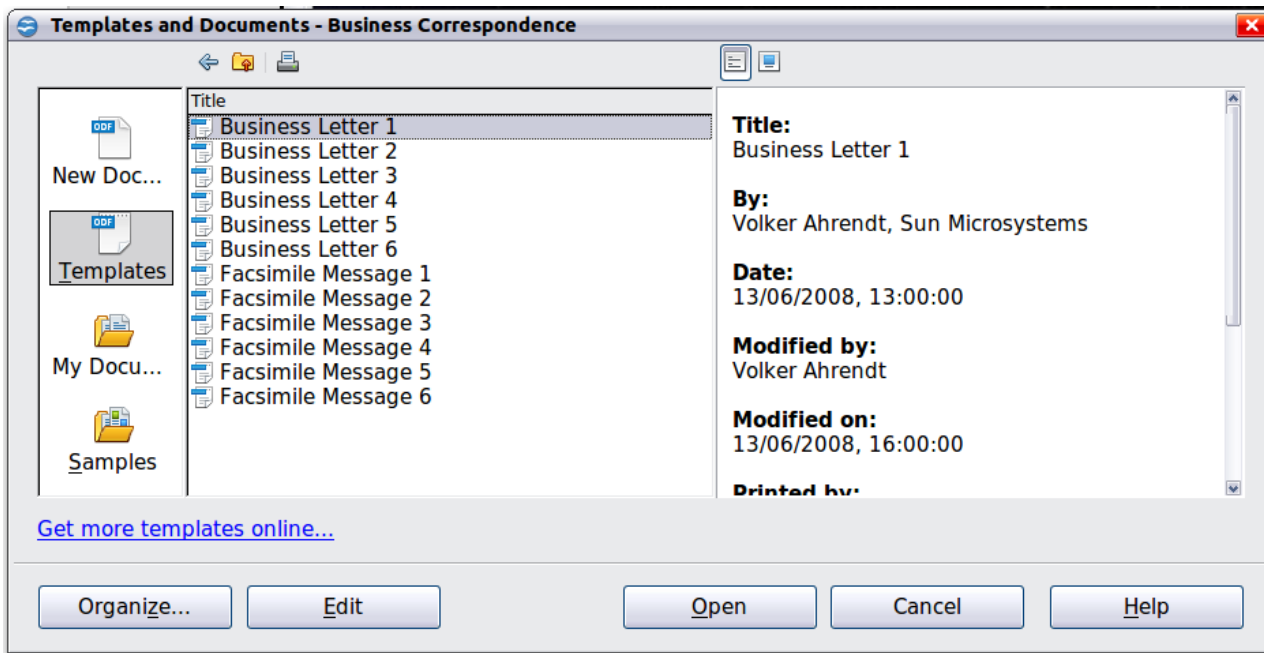 Templates and Documents - Business Correspondence
ODF
New Doc...
ODF
Templates
My Docu...
Samples
Title
Business Letter 1
Business Letter 2
Business Letter 3
Business Letter 4
Business Letter 5
Business Letter 6
Facsimile Message 1
Facsimile Message 2
Facsimile Message 3
Facsimile Message 4
Facsimile Message 5
Facsimile Message 6
Title:
Business Letter 1
By:
Volker Ahrendt, Sun Microsystems
Date:
13/06/2008, 13:00:00
Modified by:
Volker Ahrendt
Modified on:
13/06/2008, 16:00:00
Printed by:
Get more templates online...
Organize...
Edit
Open
Cancel
Help